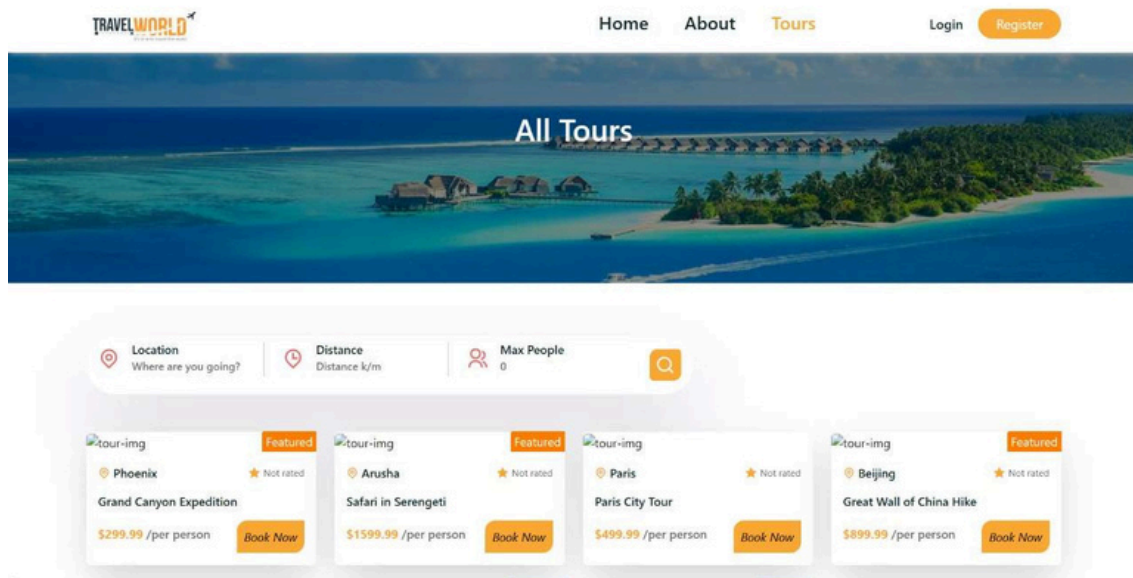 TRAVEL WORLD
Home About Tours Login Register
All Tours
Location Distance Max People
Where are you going? Distance k/m 0
tour-img Featured tour-img Featured tour-img tour-img Featured
Phoenix Not rated Arusha Not rated Paris Not rated Beijing Not rated
Grand Canyon Expedition Safari in Serengeti Paris City Tour Great Wall of China Hike
$299.99 /per person Book Now $1599.99 /per person Book Now $499.99 /per person Book Now $899.99 /per person Book Now